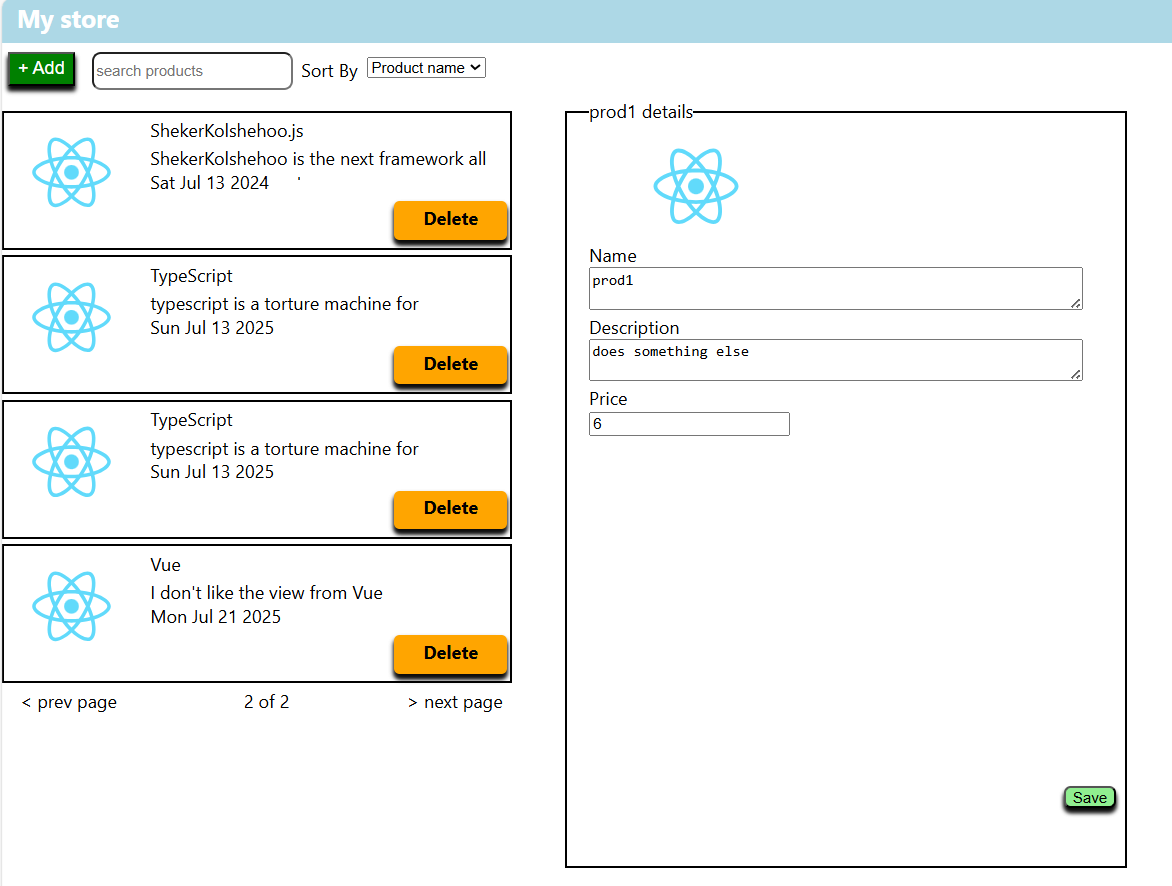 My store
+ Add
search products
Sort By
Product name
ShekerKolshehoo.js
ShekerKolshehoo is the next framework all
Sat Jul 13 2024
Delete
TypeScript
typescript is a torture machine for
Sun Jul 13 2025
Delete
TypeScript
typescript is a torture machine for
Sun Jul 13 2025
Delete
Vue
I don't like the view from Vue
Mon Jul 21 2025
Delete
< prev page
2 of 2
> next page
prod1 details
Name
prod1
Description
does something else
Price
6
Save